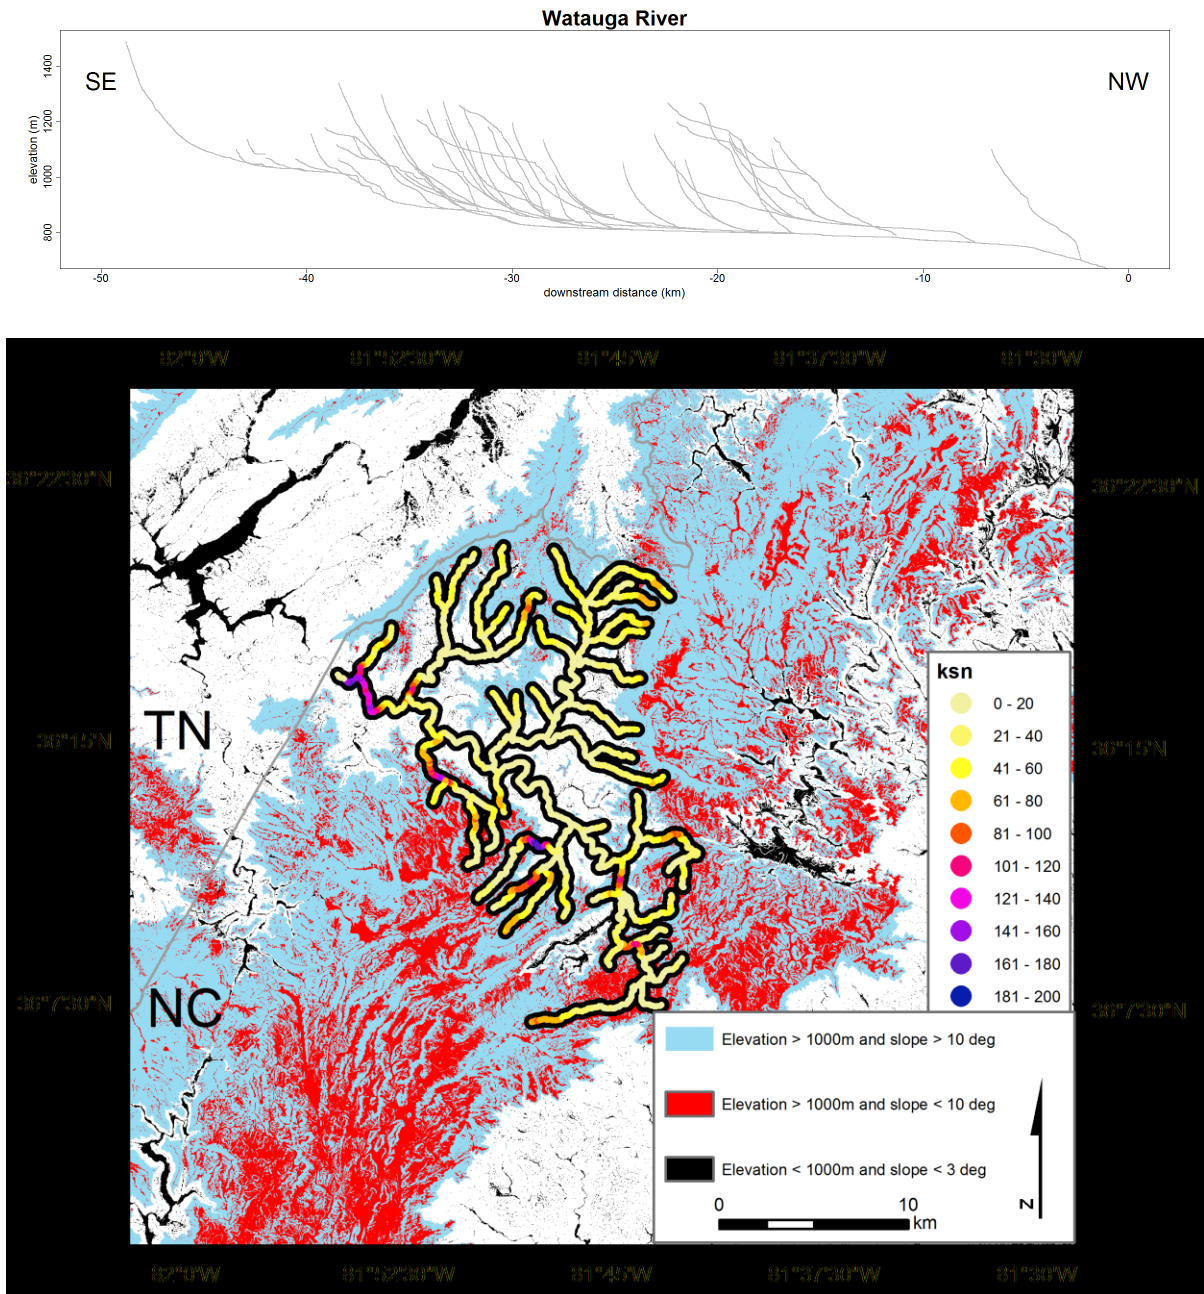 Watauga River
SE
NW
elevation (m)
1400
1200
1000
800
-50
-40
-30
-20
-10
0
downstream distance (km)
82°0'W
81°52'30"W
81°45'W
81°37'30"W
81°30'W
36°22'30"N
36°22'30"N
ksn
0 - 20
21 - 40
TN
36°15'N
36°15'N
41 - 60
61 - 80
81 - 100
101 - 120
121 - 140
141 - 160
161 - 180
181 - 200
NC
36°7'30"N
36°7'30"N
Elevation > 1000m and slope > 10 deg
Elevation > 1000m and slope < 10 deg
Elevation < 1000m and slope < 3 deg
0
10
km
N
82°0'W
81°52'30"W
81°45'W
81°37'30"W
81°30'W